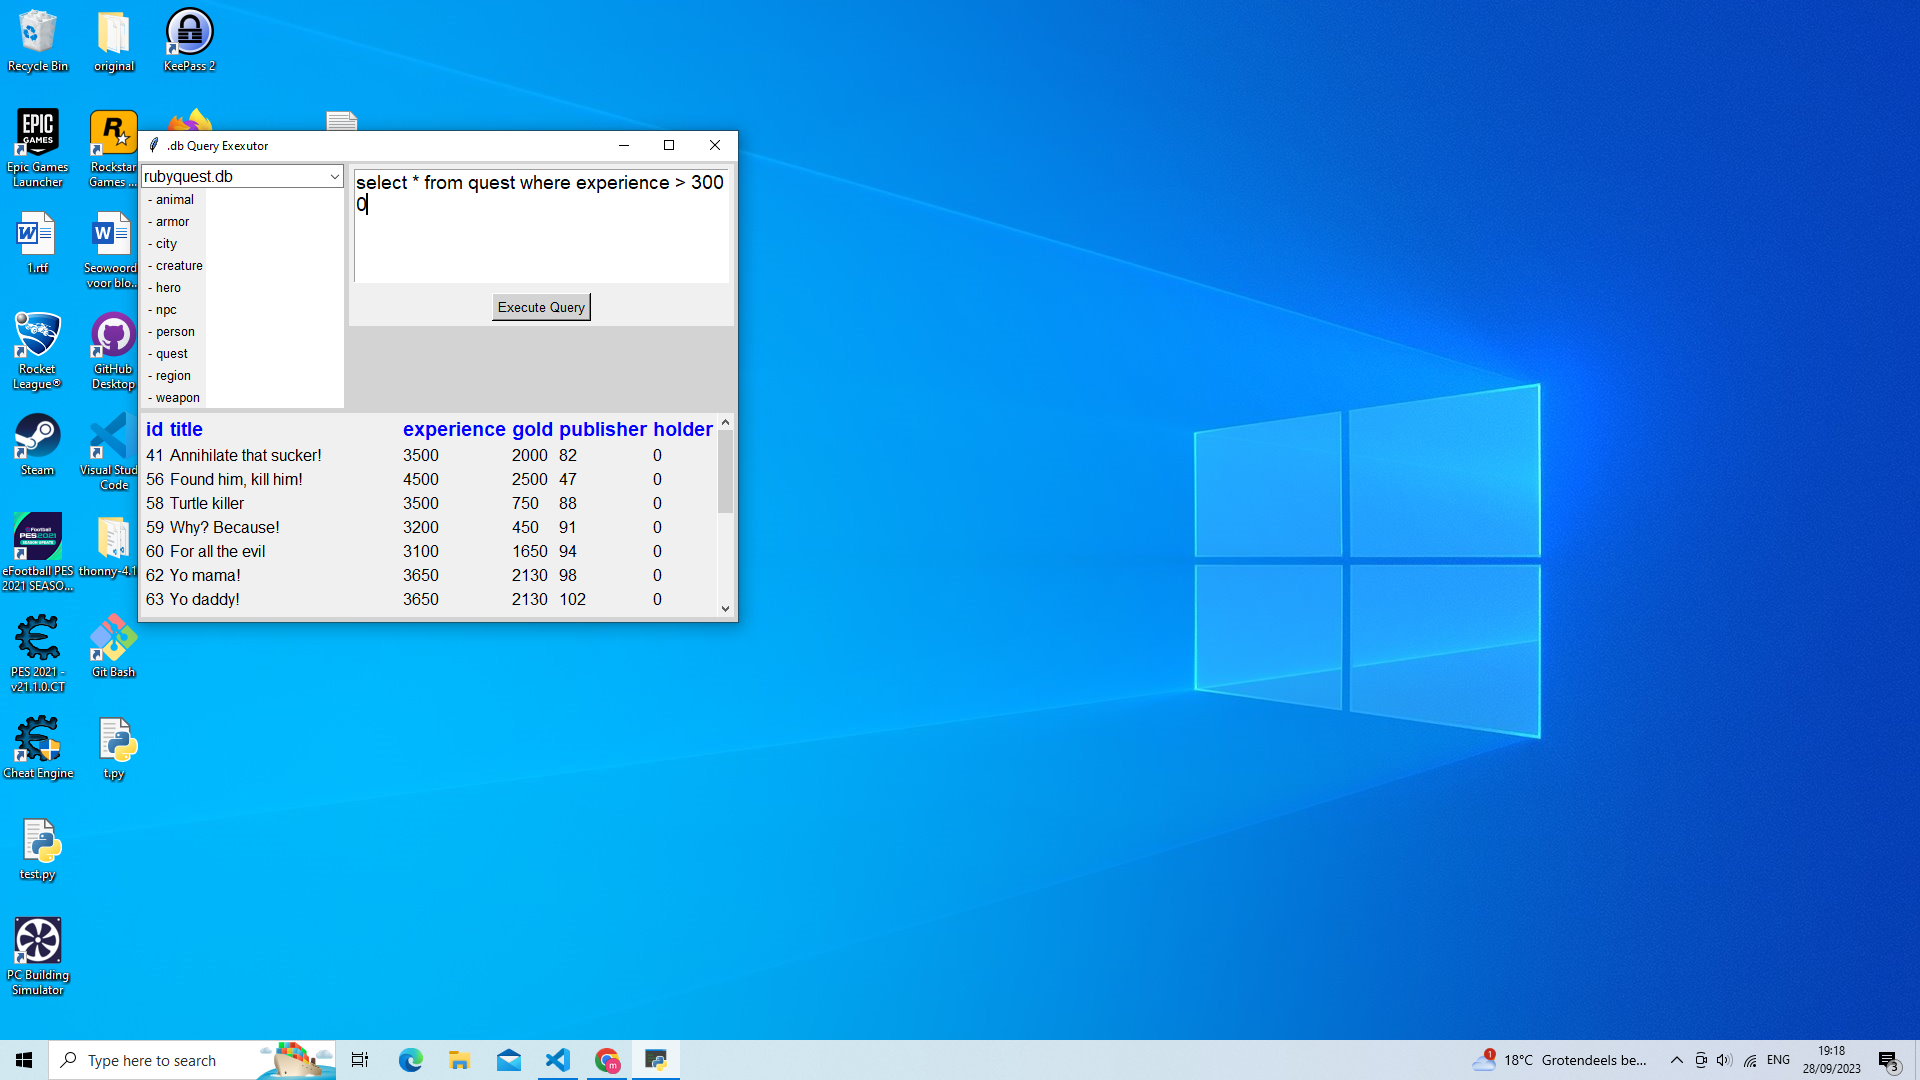 Recycle Bin
original
KeePass 2
Epic Games
Launcher
Rockstar
Games ...
1.rtf
Seowoord
voor blo...
Rocket
League®
GitHub
Desktop
Steam
Visual Stud
Code
eFootball PES
2021 SEASO...
thonny-4.1
PES 2021 -
v21.1.0.CT
Git Bash
Cheat Engine
t.py
test.py
PC Building
Simulator
.db Query Exexutor
rubyquest.db
- animal
- armor
- city
- creature
- hero
- npc
- person
- quest
- region
- weapon
select * from quest where experience > 300
0
Execute Query
id title experience gold publisher holder
41 Annihilate that sucker! 3500 2000 82 0
56 Found him, kill him! 4500 2500 47 0
58 Turtle killer 3500 750 88 0
59 Why? Because! 3200 450 91 0
60 For all the evil 3100 1650 94 0
62 Yo mama! 3650 2130 98 0
63 Yo daddy! 3650 2130 102 0
Type here to search
1
18°C Grotendeels be...
ENG
19:18
28/09/2023
3